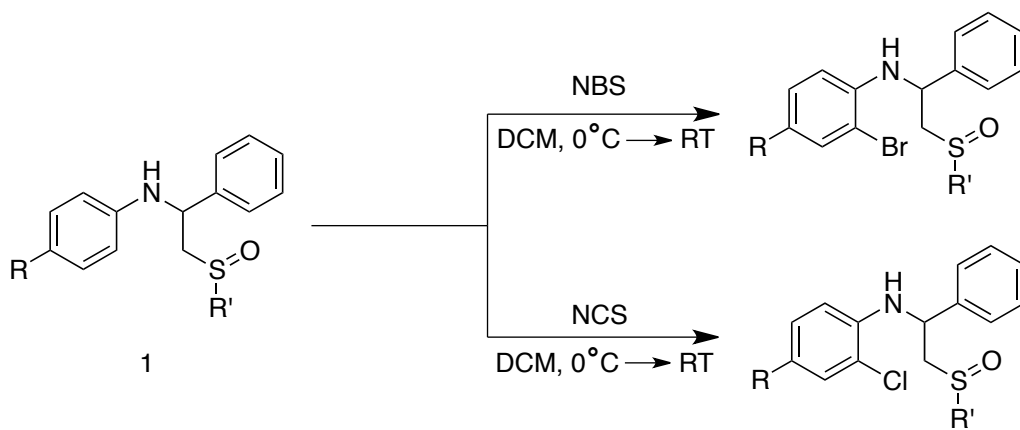 NBS
DCM, 0°C → RT
H
N
R
Br
S
O
R'
H
N
R
S
O
R'
1
NCS
DCM, 0°C → RT
H
N
R
Cl
S
O
R'